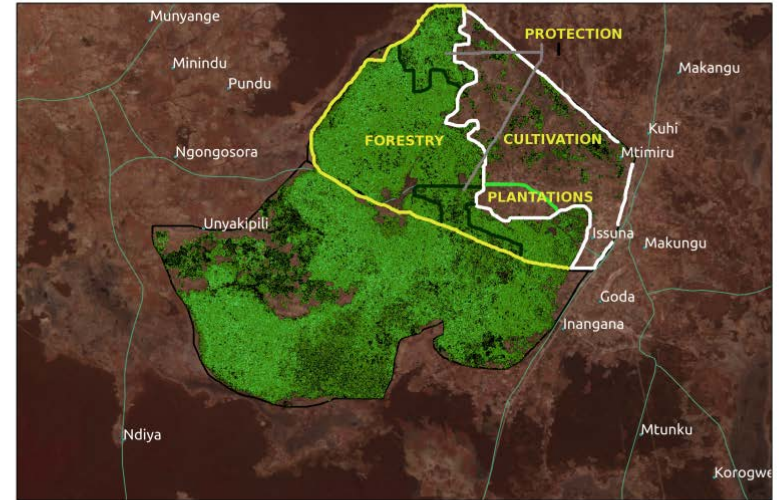 Munyange
PROTECTION
Minindu
Makangu
Pundu
Kuhi
FORESTRY
CULTIVATION
Ngongosora
Mtimiru
PLANTATIONS
Unyakipili
Issuna
Makungu
Goda
Inangana
Mtunku
Ndiya
Korogwe